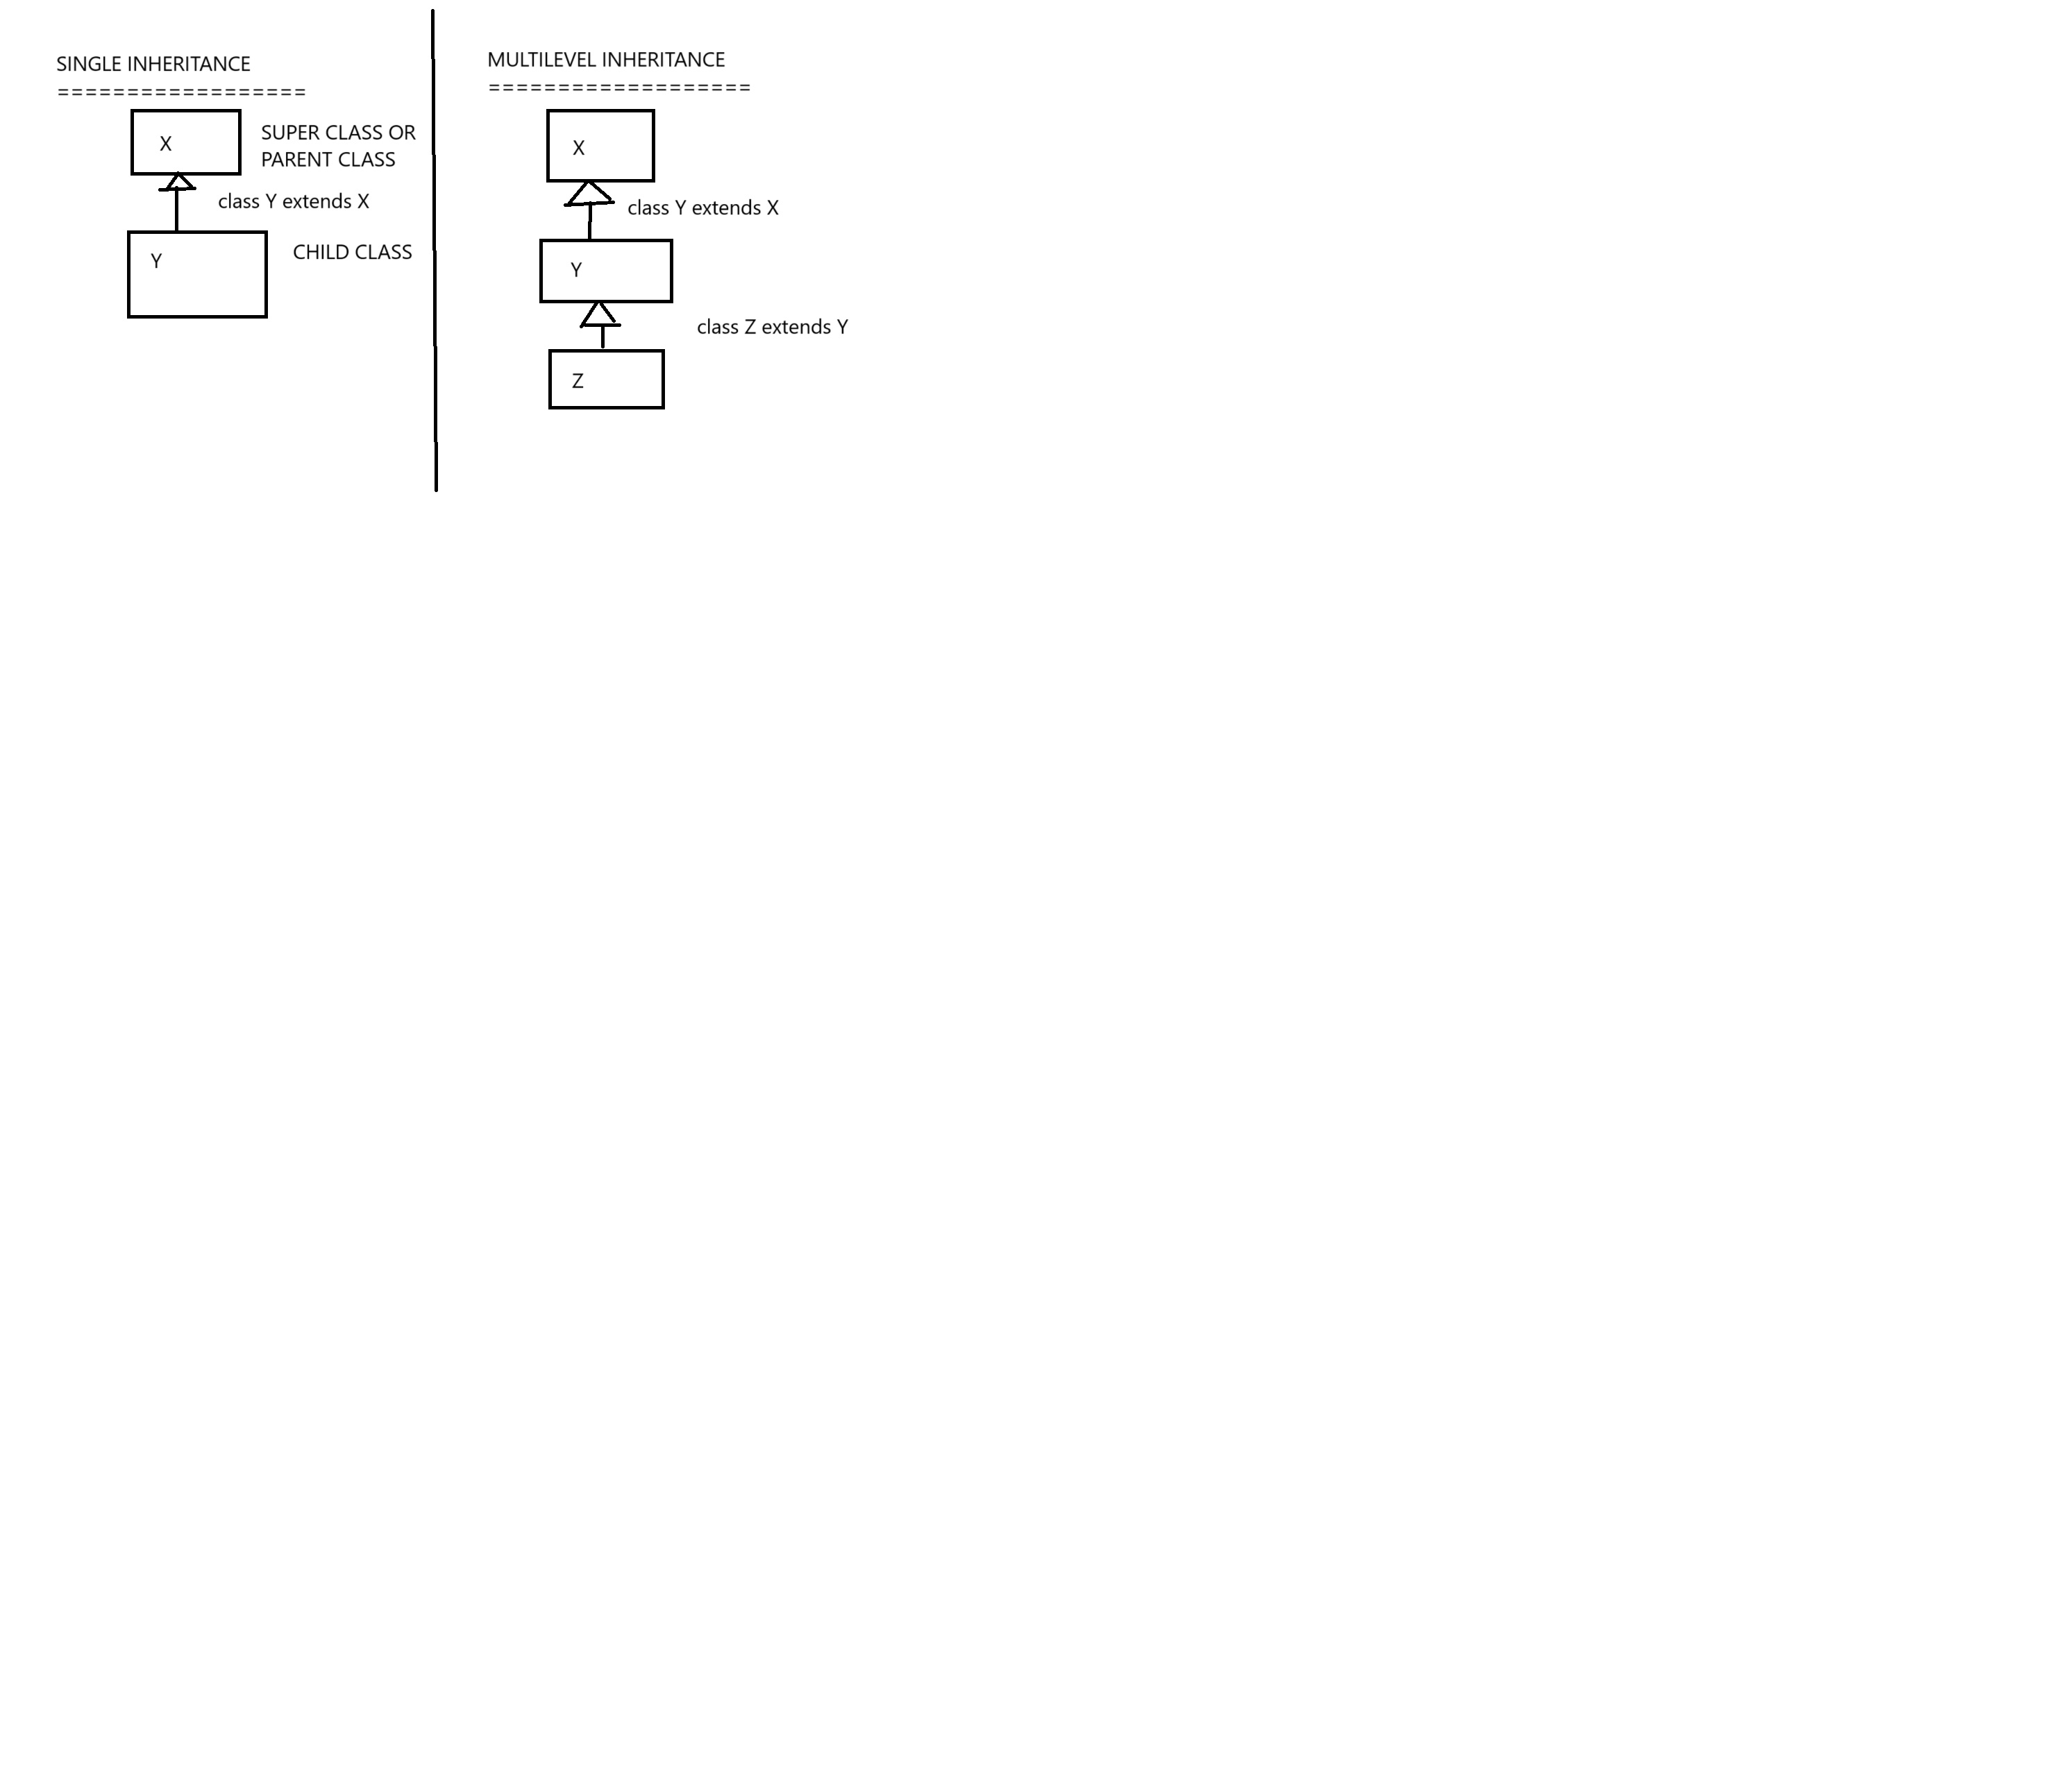 SINGLE INHERITANCE
==================
X
SUPER CLASS OR
PARENT CLASS
class Y extends X
Y
CHILD CLASS
MULTILEVEL INHERITANCE
===================
X
class Y extends X
Y
class Z extends Y
Z